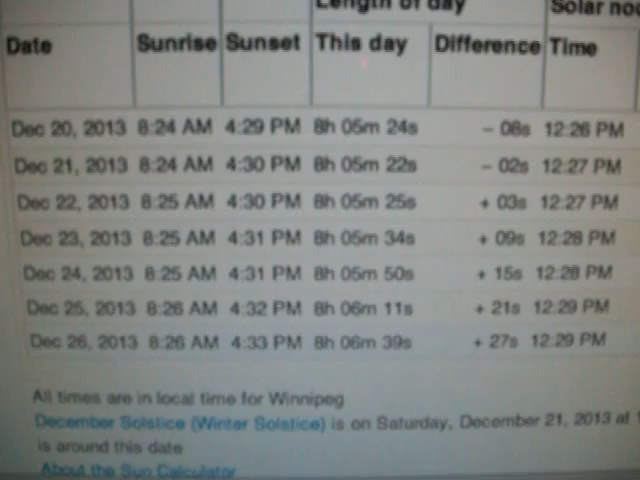 Length of day Solar
Date Sunrise Sunset This day Difference Time
Dec 20, 2013 8:24 AM 4:29 PM 8h 05m 24s − 08s 12:26 PM
Dec 21, 2013 8:24 AM 4:30 PM 8h 05m 22s − 02s 12:27 PM
Dec 22, 2013 8:25 AM 4:30 PM 8h 05m 25s + 03s 12:27 PM
Dec 23, 2013 8:25 AM 4:31 PM 8h 05m 34s + 09s 12:28 PM
Dec 24, 2013 8:25 AM 4:31 PM 8h 05m 50s + 15s 12:28 PM
Dec 25, 2013 8:26 AM 4:32 PM 8h 06m 11s + 21s 12:29 PM
Dec 26, 2013 8:26 AM 4:33 PM 8h 06m 39s + 27s 12:29 PM
All times are in local time for Winnipeg
December Solstice (Winter Solstice) is on Saturday, December 21, 2013 at
is around this date
About the Sun Calculator